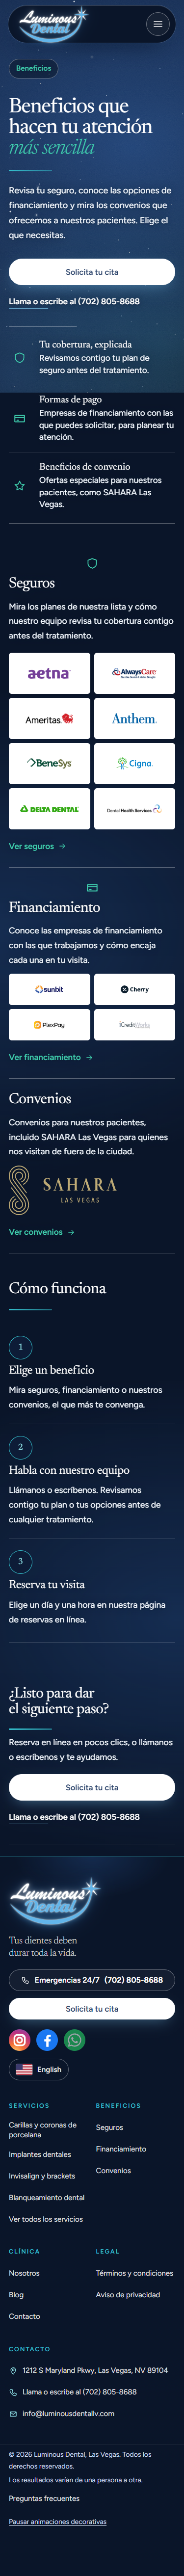 Luminous
Dental
Beneficios
Beneficios que
hacen tu atención
más sencilla
Revisa tu seguro, conoce las opciones de
financiamiento y mira los convenios que
ofrecemos a nuestros pacientes. Elige el
que necesitas.
Solicita tu cita
Llama o escribe al (702) 805-8688
Tu cobertura, explicada
Revisamos contigo tu plan de
seguro antes del tratamiento.
Formas de pago
Empresas de financiamiento con las
que puedes solicitar, para planear tu
atención.
Beneficios de convenio
Ofertas especiales para nuestros
pacientes, como SAHARA Las
Vegas.
Seguros
Mira los planes de nuestra lista y cómo
nuestro equipo revisa tu cobertura contigo
antes del tratamiento.
aetna
AlwaysCare
Ameritas
Anthem
BeneSys
Cigna
DELTA DENTAL
Dental Health Services
Ver seguros →
Financiamiento
Conoce las empresas de financiamiento
con las que trabajamos y cómo encaja
cada una en tu visita.
sunbit
Cherry
PlexPay
iCreditWorks
Ver financiamiento →
Convenios
Convenios para nuestros pacientes,
incluido SAHARA Las Vegas para quienes
nos visitan de fuera de la ciudad.
SAHARA
LAS VEGAS
Ver convenios →
Cómo funciona
1
Elige un beneficio
Mira seguros, financiamiento o nuestros
convenios, el que más te convenga.
2
Habla con nuestro equipo
Llámanos o escríbenos. Revisamos
contigo tu plan o tus opciones antes de
cualquier tratamiento.
3
Reserva tu visita
Elige un día y una hora en nuestra página
de reservas en línea.
¿Listo para dar
el siguiente paso?
Reserva en línea en pocos clics, o llámanos
o escríbenos y te ayudamos.
Solicita tu cita
Llama o escribe al (702) 805-8688
Luminous
Dental
Tus dientes deben
durar toda la vida.
Emergencias 24/7 (702) 805-8688
Solicita tu cita
English
SERVICIOS
Carillas y coronas de
porcelana
Implantes dentales
Invisalign y brackets
Blanqueamiento dental
Ver todos los servicios
BENEFICIOS
Seguros
Financiamiento
Convenios
CLÍNICA
Nosotros
Blog
Contacto
LEGAL
Términos y condiciones
Aviso de privacidad
CONTACTO
1212 S Maryland Pkwy, Las Vegas, NV 89104
Llama o escribe al (702) 805-8688
info@luminousdentallv.com
© 2026 Luminous Dental, Las Vegas. Todos los
derechos reservados.
Los resultados varían de una persona a otra.
Preguntas frecuentes
Pausar animaciones decorativas